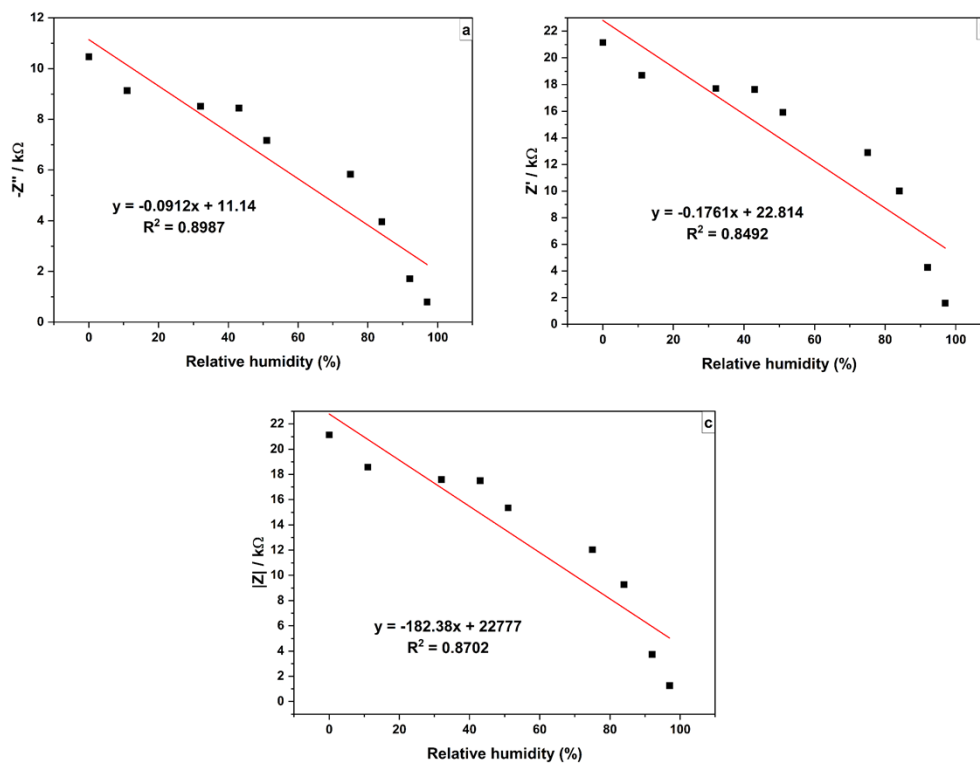 a
12
10
8
6
4
2
0
-Z" / kΩ
y = -0.0912x + 11.14
R² = 0.8987
0 20 40 60 80 100
Relative humidity (%)
22
20
18
16
14
12
10
8
6
4
2
0
Z' / kΩ
y = -0.1761x + 22.814
R² = 0.8492
0 20 40 60 80 100
Relative humidity (%)
c
22
20
18
16
14
12
10
8
6
4
2
0
|Z| / kΩ
y = -182.38x + 22777
R² = 0.8702
0 20 40 60 80 100
Relative humidity (%)